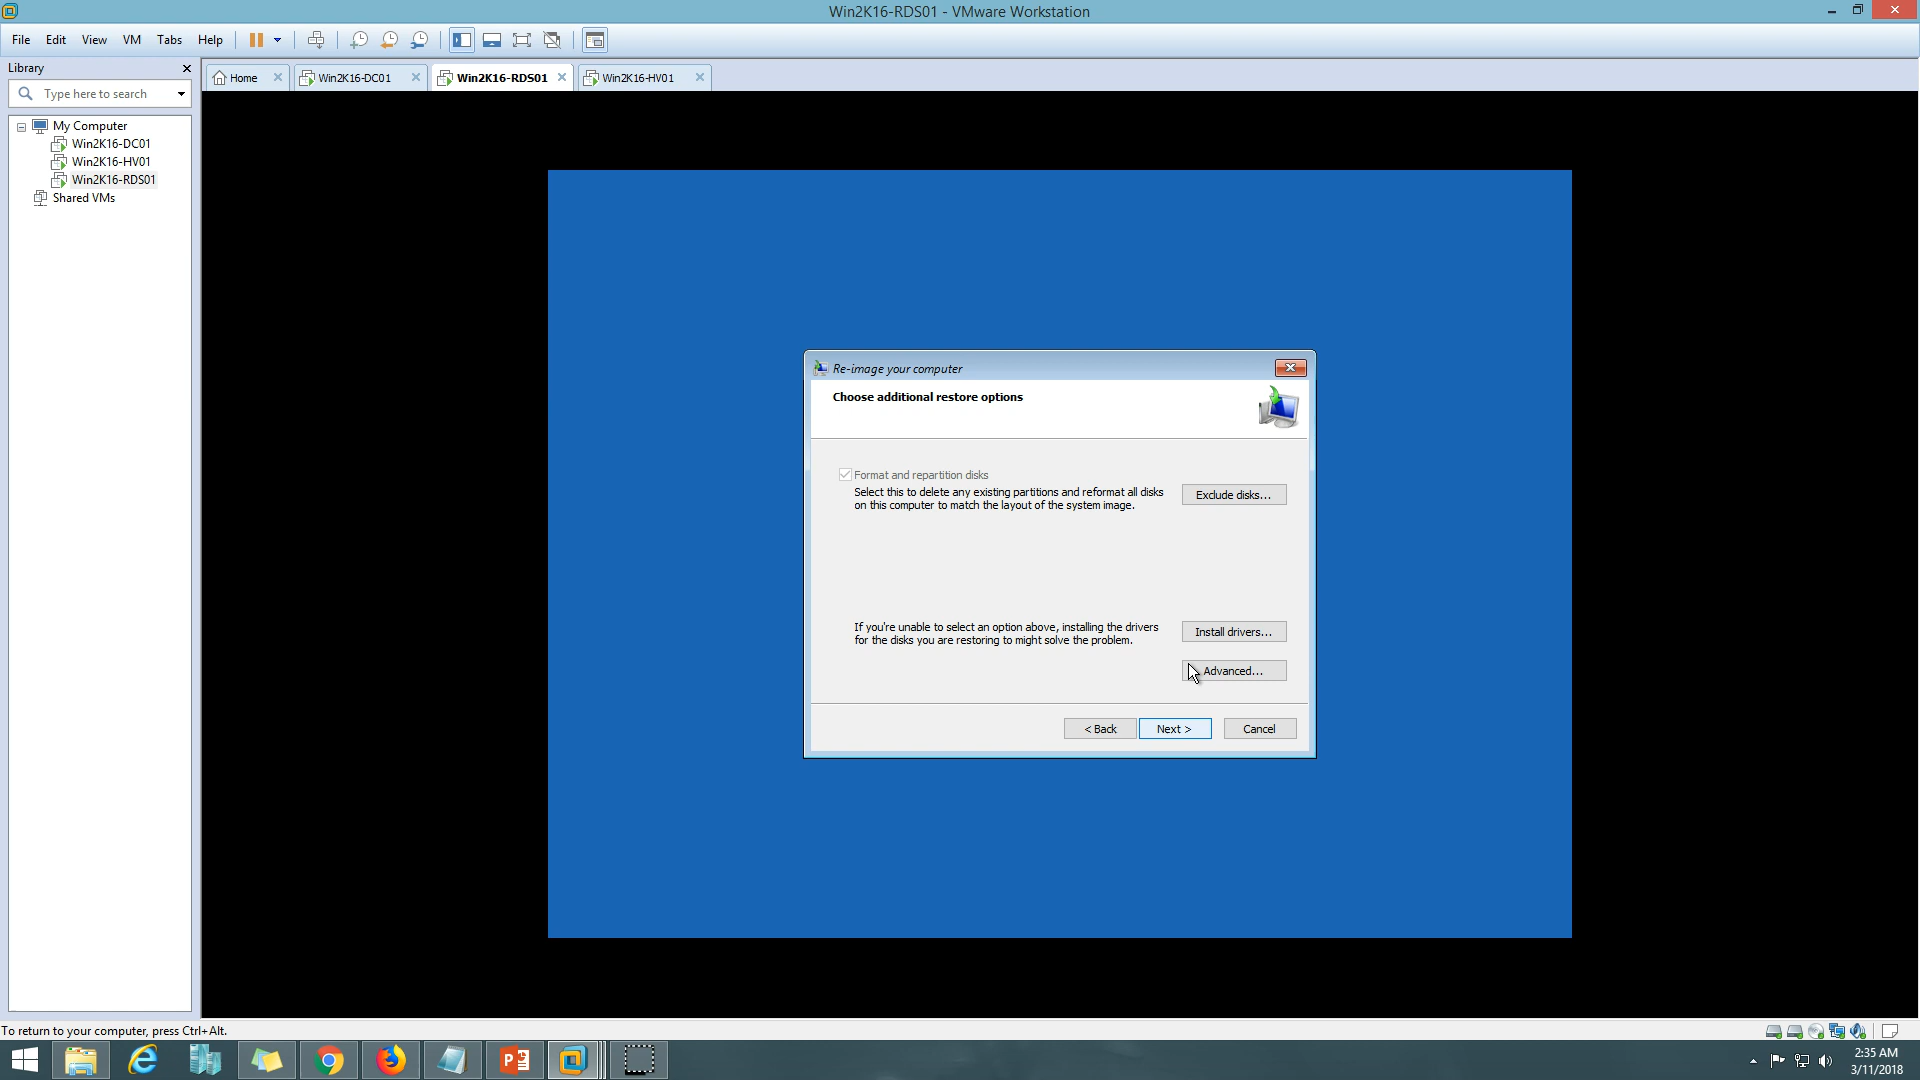 Win2K16-RDS01 - VMware Workstation
File Edit View VM Tabs Help
Library
Type here to search
My Computer
Win2K16-DC01
Win2K16-HV01
Win2K16-RDS01
Shared VMs
Home
Win2K16-DC01
Win2K16-RDS01
Win2K16-HV01
Re-image your computer
Choose additional restore options
Format and repartition disks
Select this to delete any existing partitions and reformat all disks
on this computer to match the layout of the system image.
Exclude disks...
If you're unable to select an option above, installing the drivers
for the disks you are restoring to might solve the problem.
Install drivers...
Advanced...
< Back
Next >
Cancel
To return to your computer, press Ctrl+Alt.
2:35 AM
3/11/2018